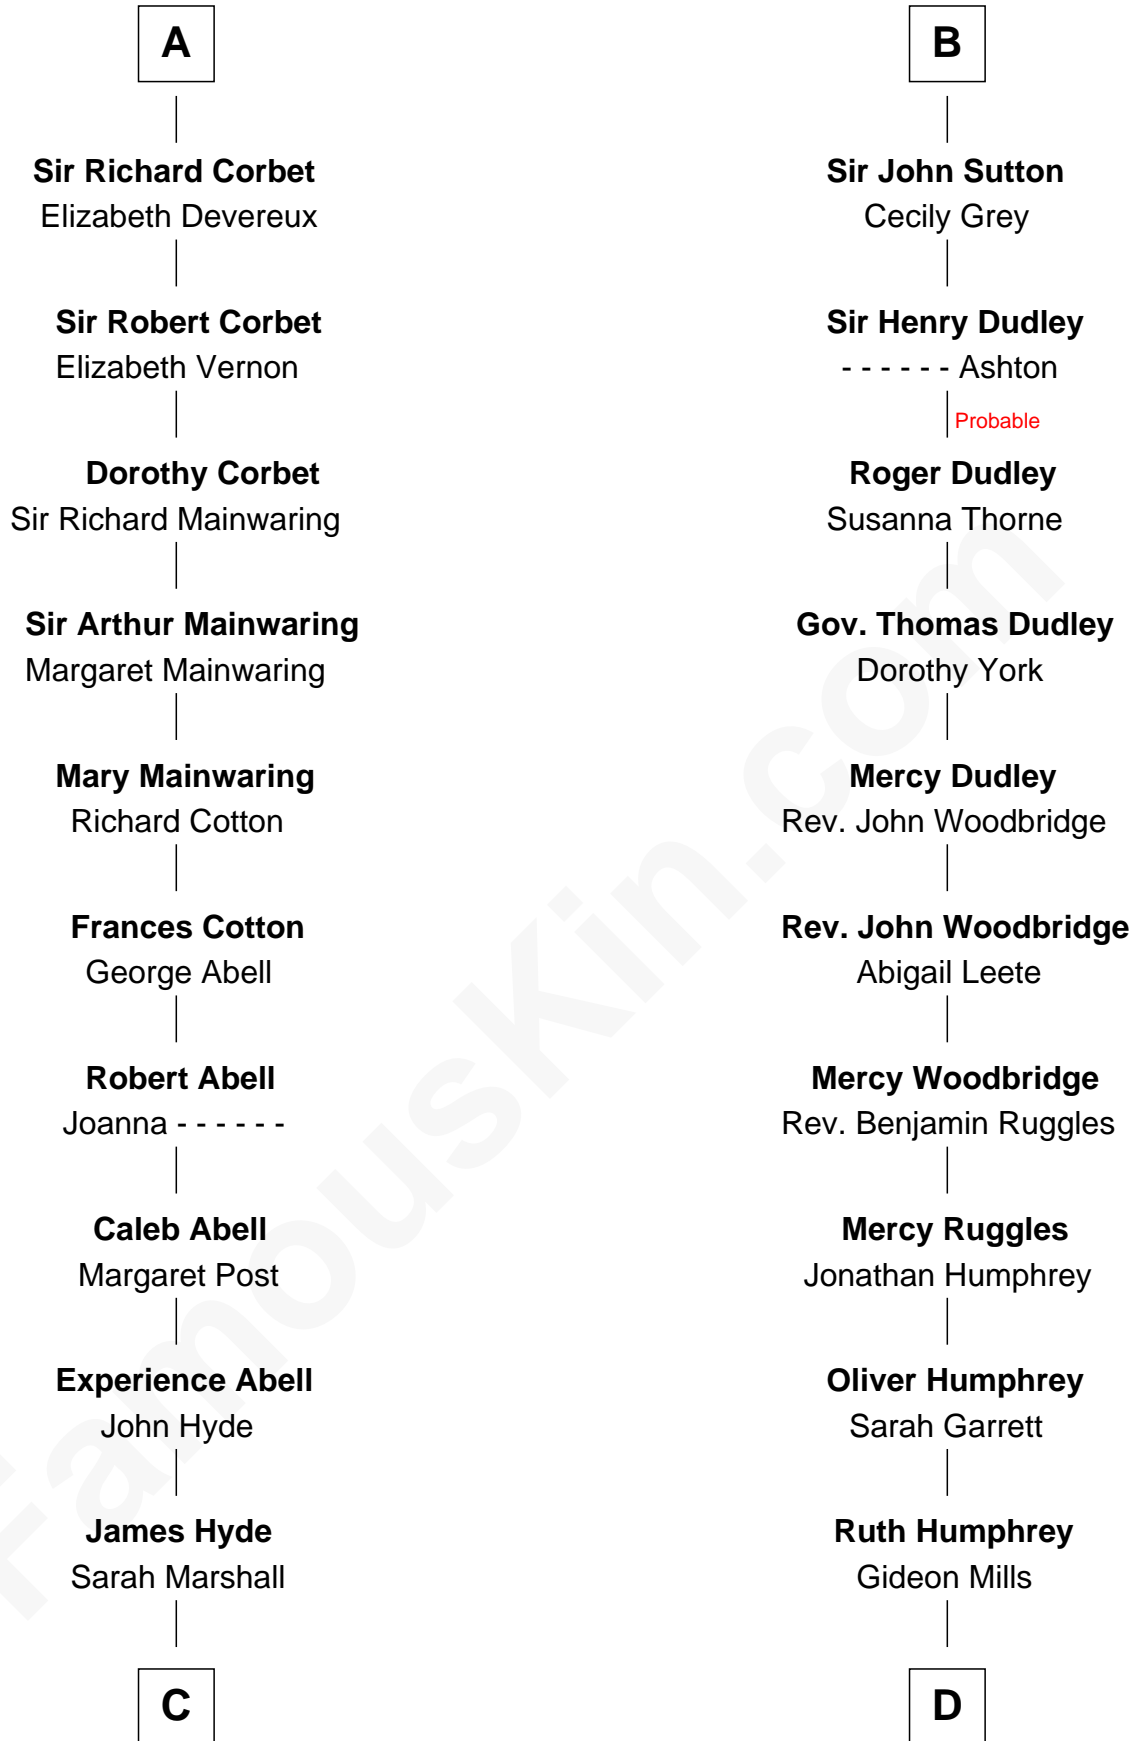 A
Sir Richard Corbet
Elizabeth Devereux
Sir Robert Corbet
Elizabeth Vernon
Dorothy Corbet
Sir Richard Mainwaring
Sir Arthur Mainwaring
Margaret Mainwaring
Mary Mainwaring
Richard Cotton
Frances Cotton
George Abell
Robert Abell
Joanna - - - - - -
Caleb Abell
Margaret Post
Experience Abell
John Hyde
James Hyde
Sarah Marshall
C
B
Sir John Sutton
Cecily Grey
Sir Henry Dudley
- - - - - - Ashton
Probable
Roger Dudley
Susanna Thorne
Gov. Thomas Dudley
Dorothy York
Mercy Dudley
Rev. John Woodbridge
Rev. John Woodbridge
Abigail Leete
Mercy Woodbridge
Rev. Benjamin Ruggles
Mercy Ruggles
Jonathan Humphrey
Oliver Humphrey
Sarah Garrett
Ruth Humphrey
Gideon Mills
D
FamousKin.com